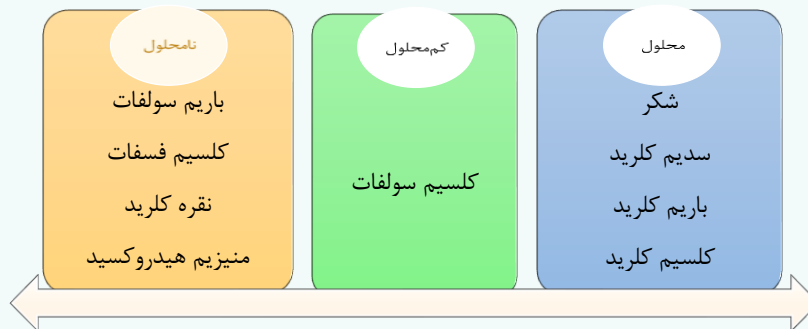 محلول
شکر
سدیم کلرید
باریم کلرید
کلسیم کلرید
کم‌محلول
کلسیم سولفات
نامحلول
باریم سولفات
کلسیم فسفات
نقره کلرید
منیزیم هیدروکسید